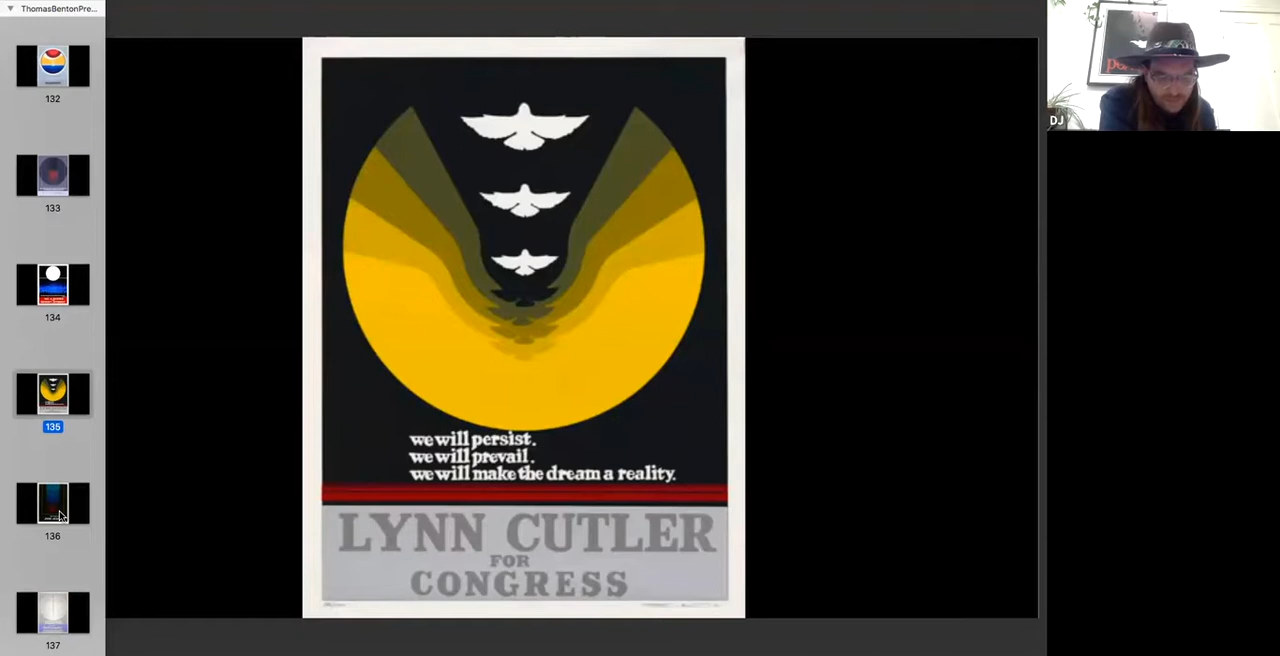 ThomasBentonPre...
132
133
134
135
136
137
we will persist.
we will prevail.
we will make the dream a reality.
LYNN CUTLER
FOR
CONGRESS
DJ